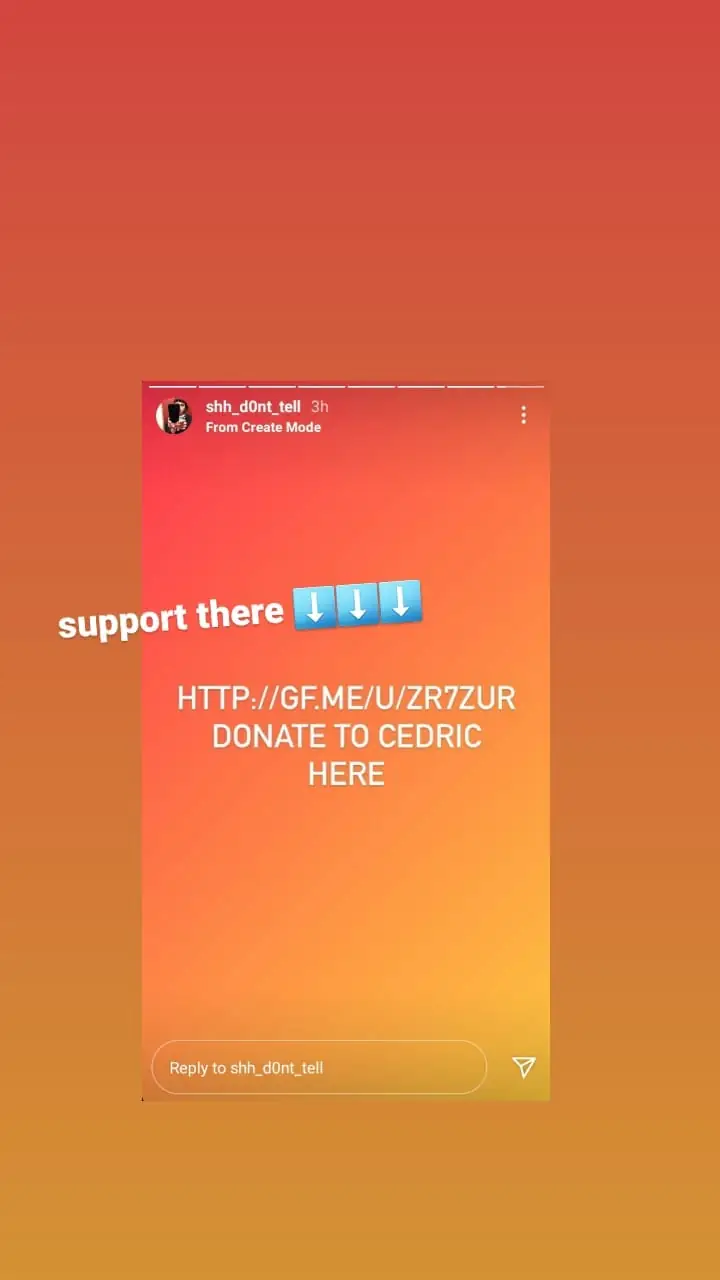 shh_d0nt_tell 3h
From Create Mode
support there ⬇️⬇️⬇️
HTTP://GF.ME/U/ZR7ZUR
DONATE TO CEDRIC
HERE
Reply to shh_d0nt_tell